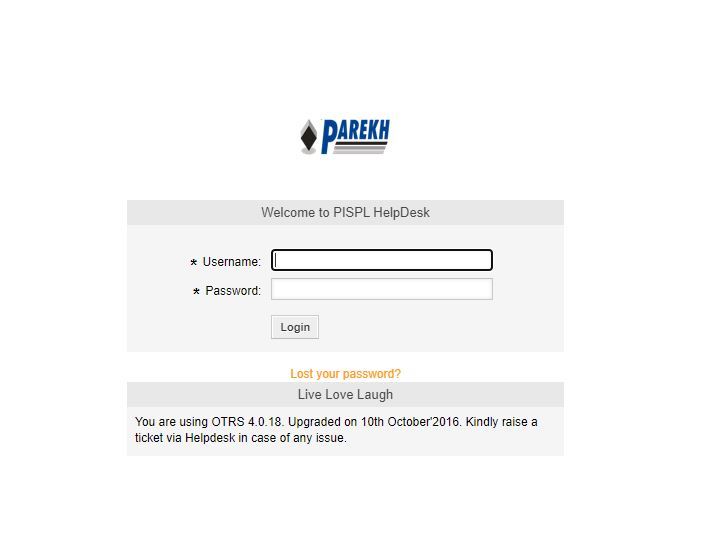 PAREKH
Welcome to PISPL HelpDesk
* Username:
* Password:
Login
Lost your password?
Live Love Laugh
You are using OTRS 4.0.18. Upgraded on 10th October'2016. Kindly raise a
ticket via Helpdesk in case of any issue.